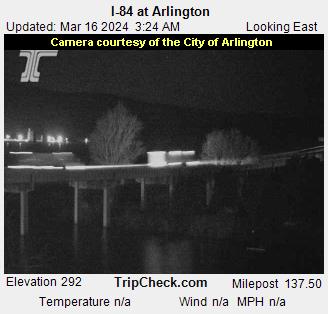 I-84 at Arlington
Updated: Mar 16 2024 3:24 AM Looking East
Camera courtesy of the City of Arlington
Elevation 292 TripCheck.com Milepost 137.50
Temperature n/a Wind n/a MPH n/a